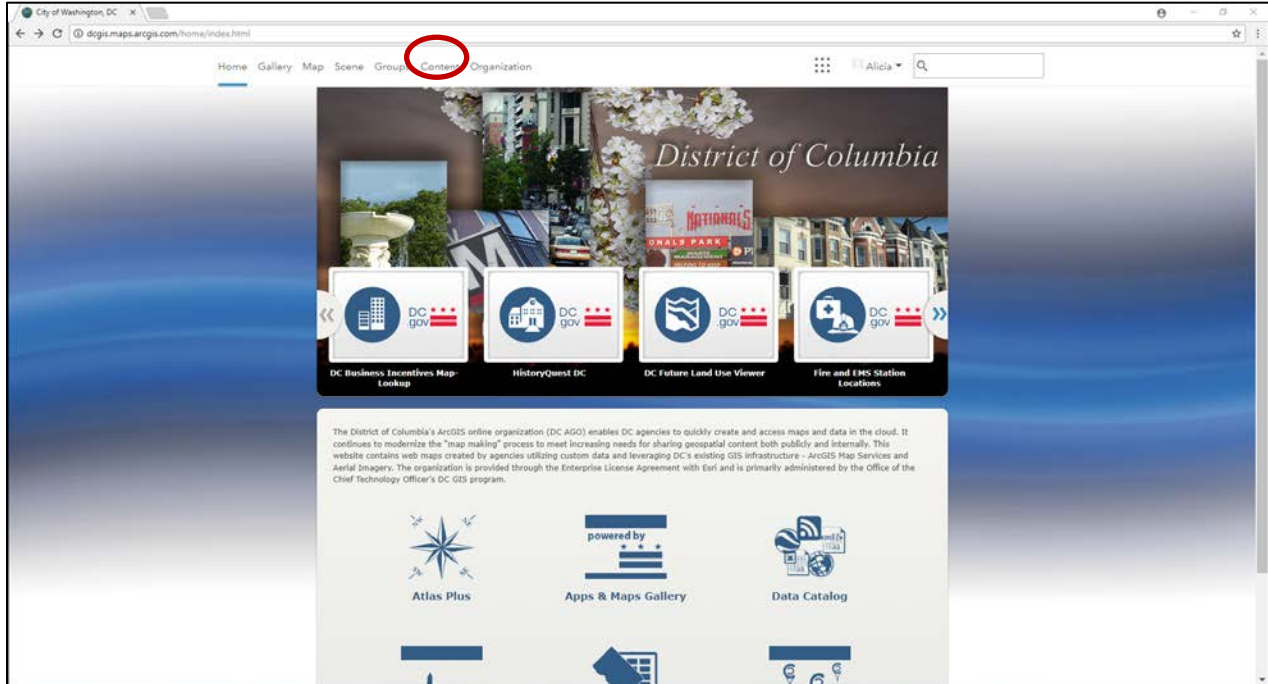 City of Washington, DC
dcgis.maps.arcgis.com/home/index.html
Home Gallery Map Scene Groups Content Organization
Alicia
District of Columbia
NATIONALS
ONALS PARK
WASTE
MANAGEMENT
DC .gov
DC .gov
DC .gov
DC .gov
DC Business Incentives Map-
Lookup
HistoryQuest DC
DC Future Land Use Viewer
Fire and EMS Station
Locations
The District of Columbia's ArcGIS online organization (DC AGO) enables DC agencies to quickly create and access maps and data in the cloud. It
continues to modernize the "map making" process to meet increasing needs for sharing geospatial content both publicly and internally. This
website contains web maps created by agencies utilizing custom data and leveraging DC's existing GIS infrastructure - ArcGIS Map Services and
Aerial Imagery. The organization is provided through the Enterprise License Agreement with Esri and is primarily administered by the Office of the
Chief Technology Officer's DC GIS program.
powered by
Atlas Plus
Apps & Maps Gallery
Data Catalog